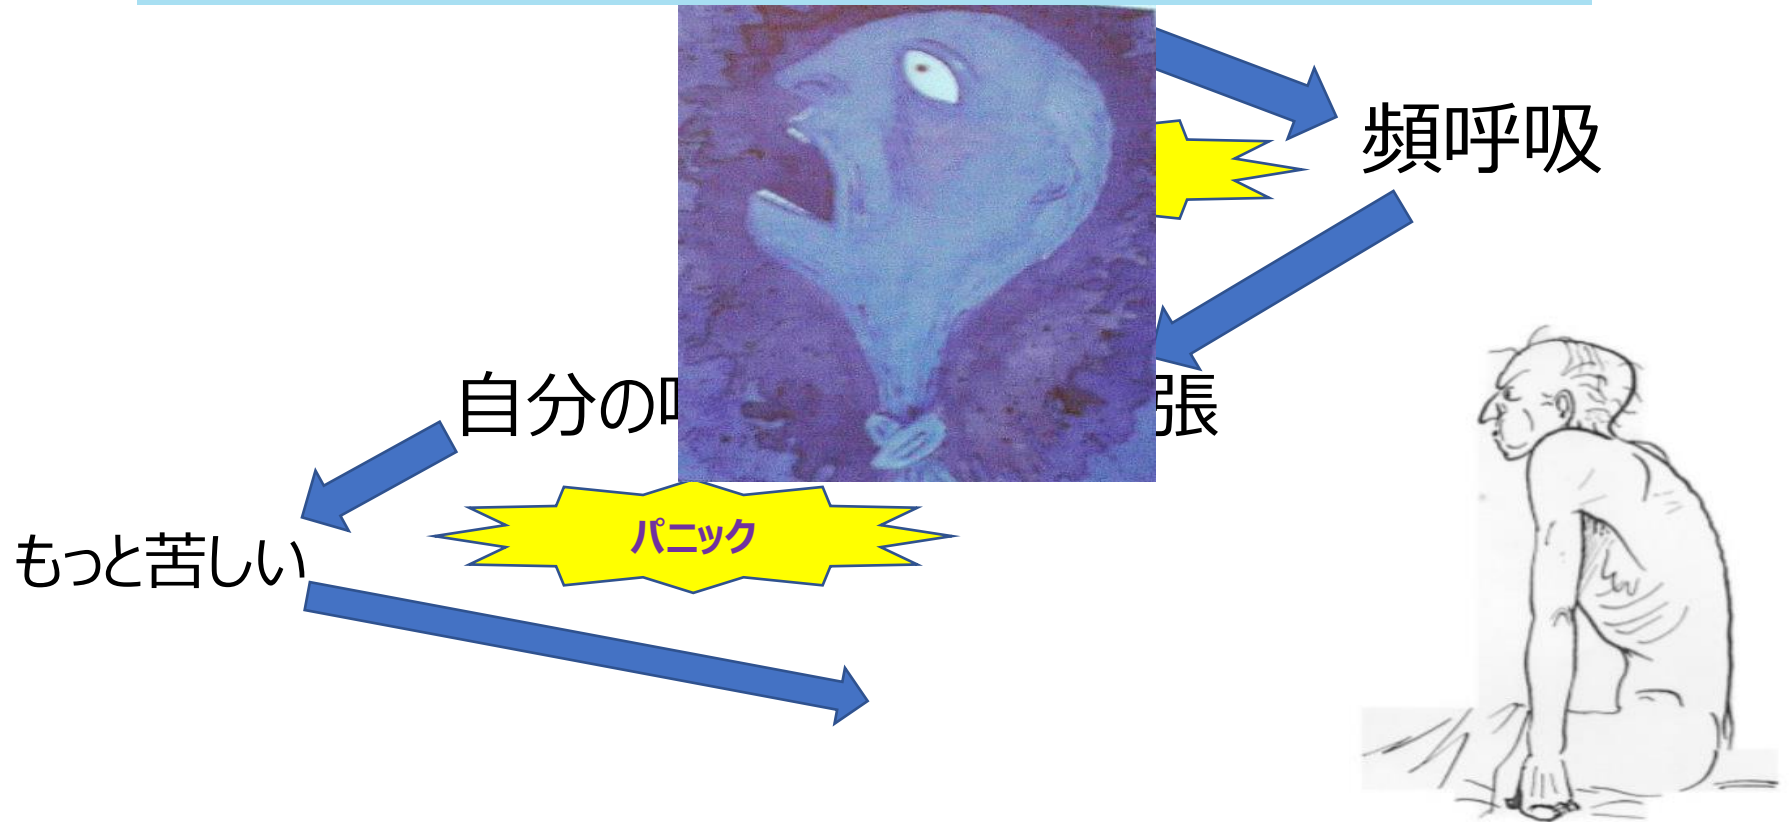 頻呼吸
自分の
張
パニック
もっと苦しい